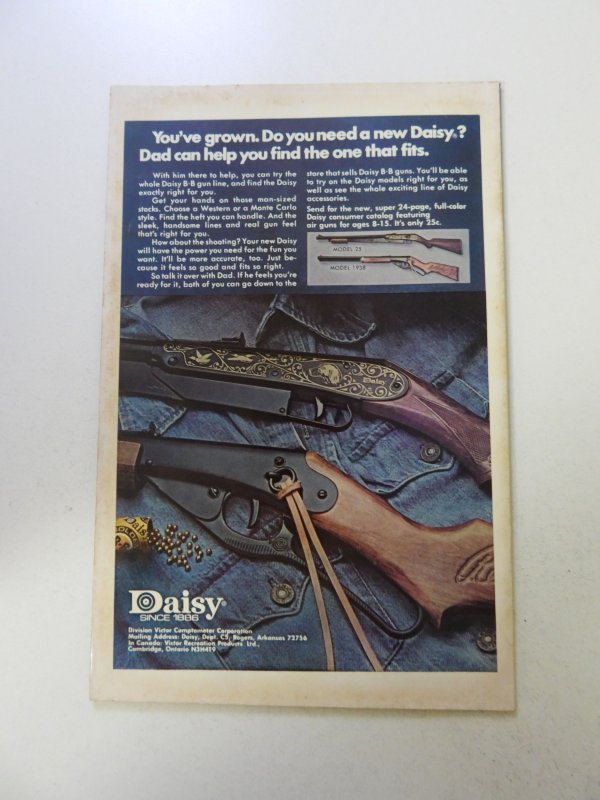 You've grown. Do you need a new Daisy®?
Dad can help you find the one that fits.
With him there to help, you can try the
whole Daisy B·B gun line, and find the Daisy
exactly right for you.
Get your hands on those man-sized
stocks. Choose a Western or a Monte Carlo
style. Find the heft you can handle. And the
sleek, handsome lines and real gun feel
that's right for you.
How about the shooting? Your new Daisy
will have the power you need for the fun you
want. It'll be more accurate, too. Just be-
cause it feels so good and fits so right.
So talk it over with Dad. If he feels you're
ready for it, both of you can go down to the
store that sells Daisy B·B guns. You'll be able
to try on the Daisy models right for you, as
well as see the whole exciting line of Daisy
accessories.
Send for the new, super 24-page, full-color
Daisy consumer catalog featuring
air guns for ages 8-15. It's only 25c.
MODEL 25
MODEL 1938
Daisy
Daisy®
SINCE 1886
Division Victor Comptometer Corporation
Mailing Address: Daisy, Dept. C5, Rogers, Arkansas 72756
In Canada: Victor Recreation Products Ltd.,
Cambridge, Ontario N3H4T9